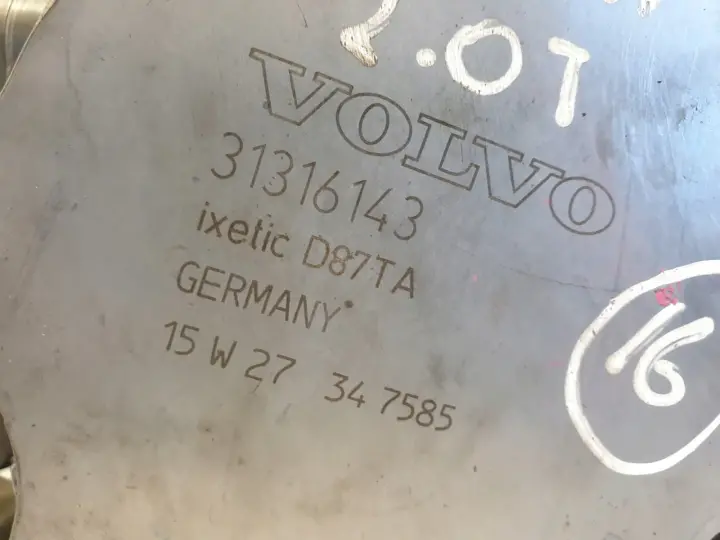 2.0T
VOLVO
31316143
ixetic D87TA
GERMANY
15 W 27 34 7585
16